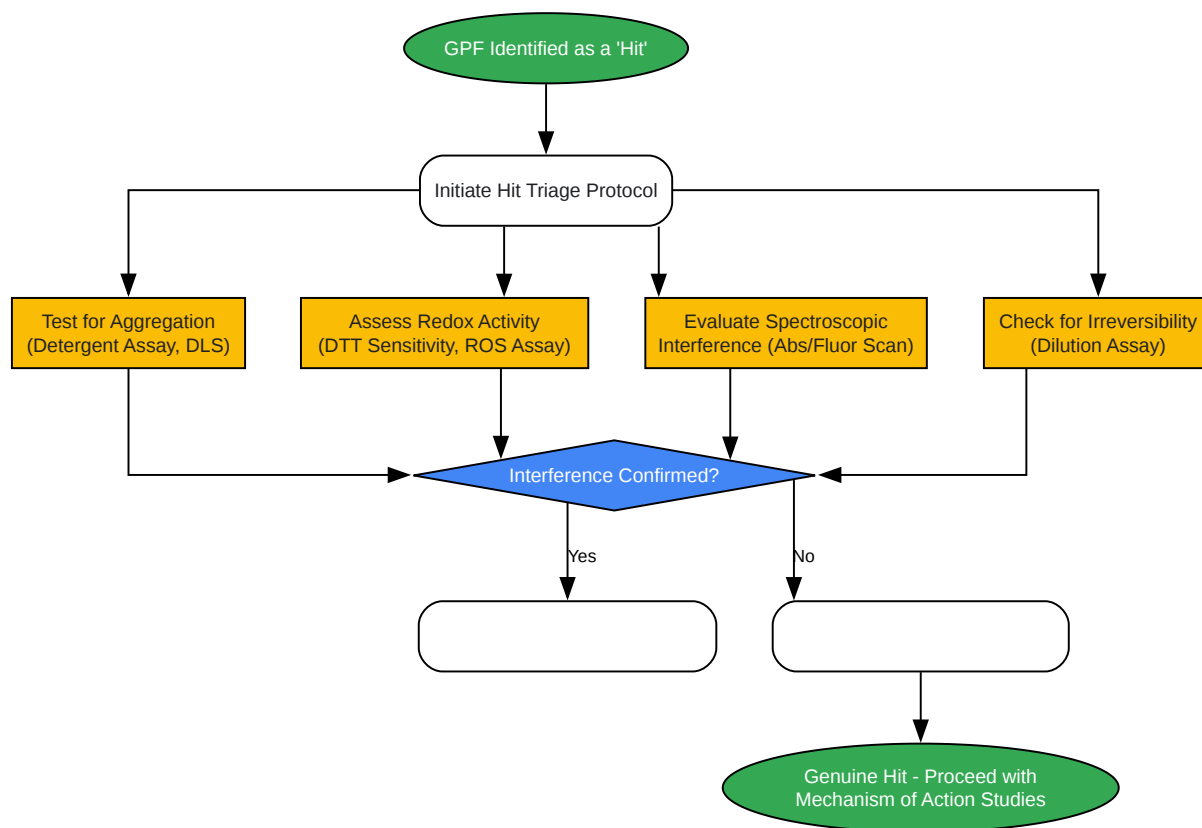 GPF Identified as a 'Hit'
Initiate Hit Triage Protocol
Test for Aggregation
(Detergent Assay, DLS)
Assess Redox Activity
(DTT Sensitivity, ROS Assay)
Evaluate Spectroscopic
Interference (Abs/Fluor Scan)
Check for Irreversibility
(Dilution Assay)
Interference Confirmed?
Yes
No
Genuine Hit - Proceed with
Mechanism of Action Studies